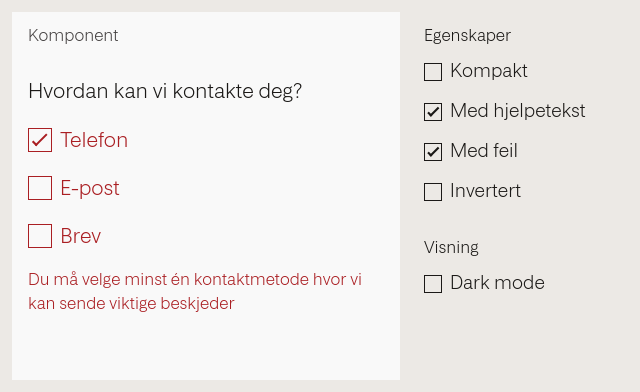 Komponent
Hvordan kan vi kontakte deg?
Telefon
E-post
Brev
Du må velge minst én kontaktmetode hvor vi
kan sende viktige beskjeder
Egenskaper
Kompakt
Med hjelpetekst
Med feil
Invertert
Visning
Dark mode